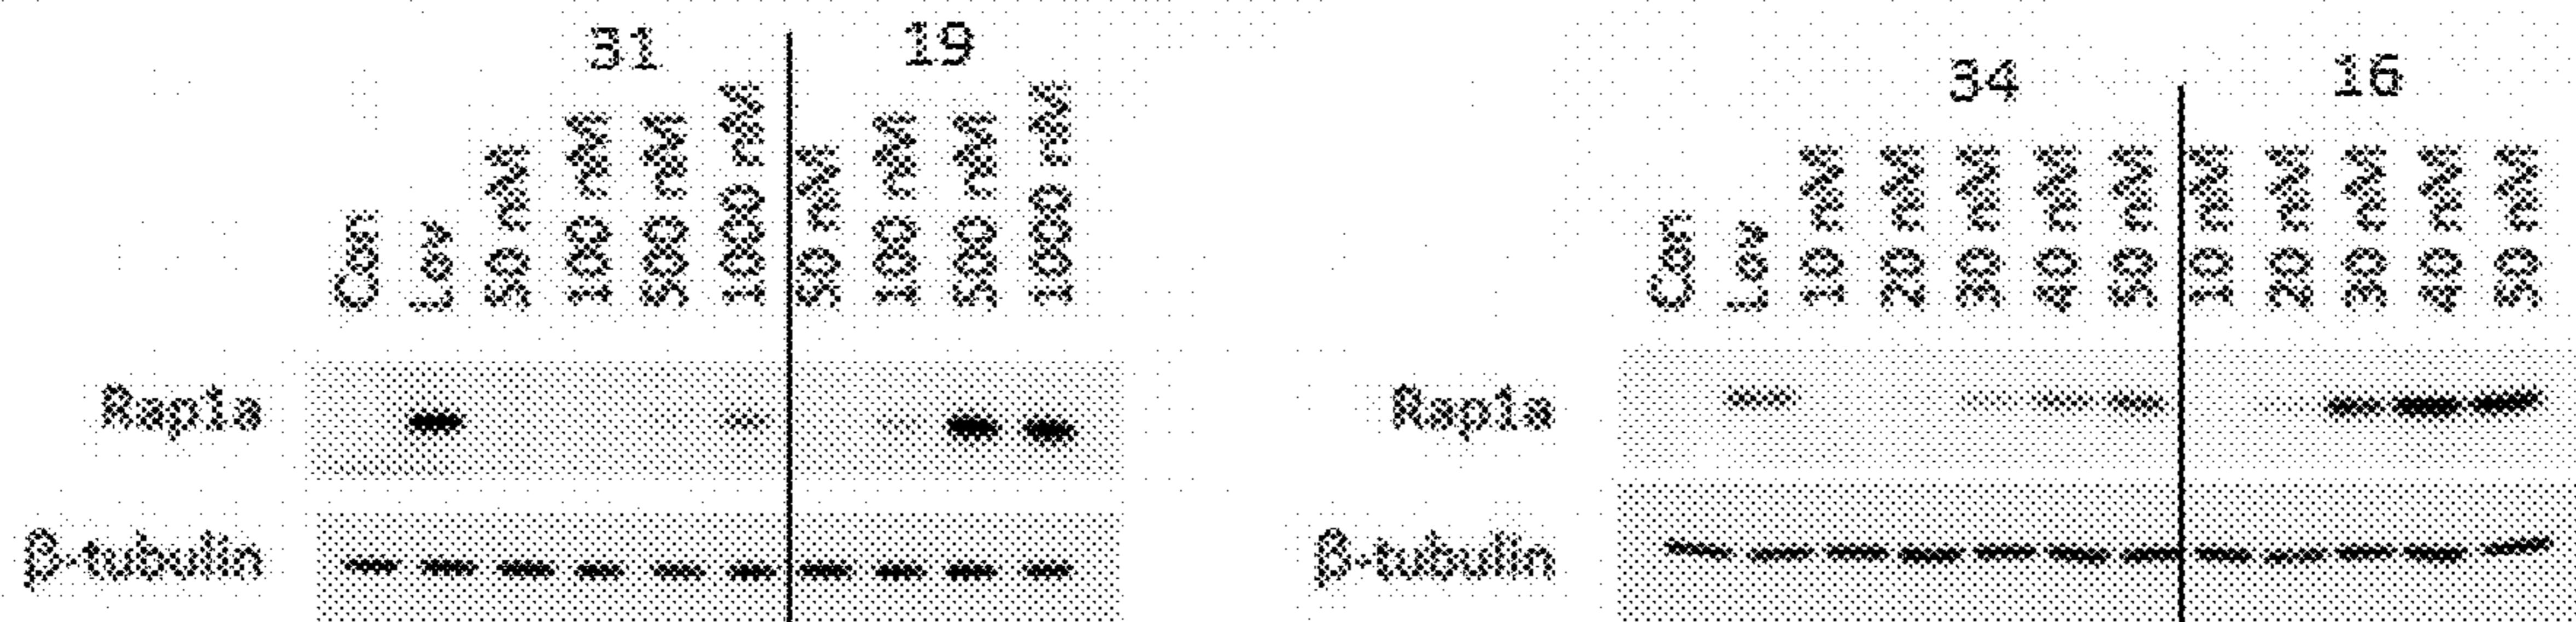 31 19
Con Lov 50 nM 100 nM 500 nM 1000 nM 50 nM 100 nM 500 nM 1000 nM
Rap1a
β-tubulin
34 16
Con Lov 10 nM 20 nM 30 nM 40 nM 50 nM 10 nM 20 nM 30 nM 40 nM 50 nM
Rap1a
β-tubulin